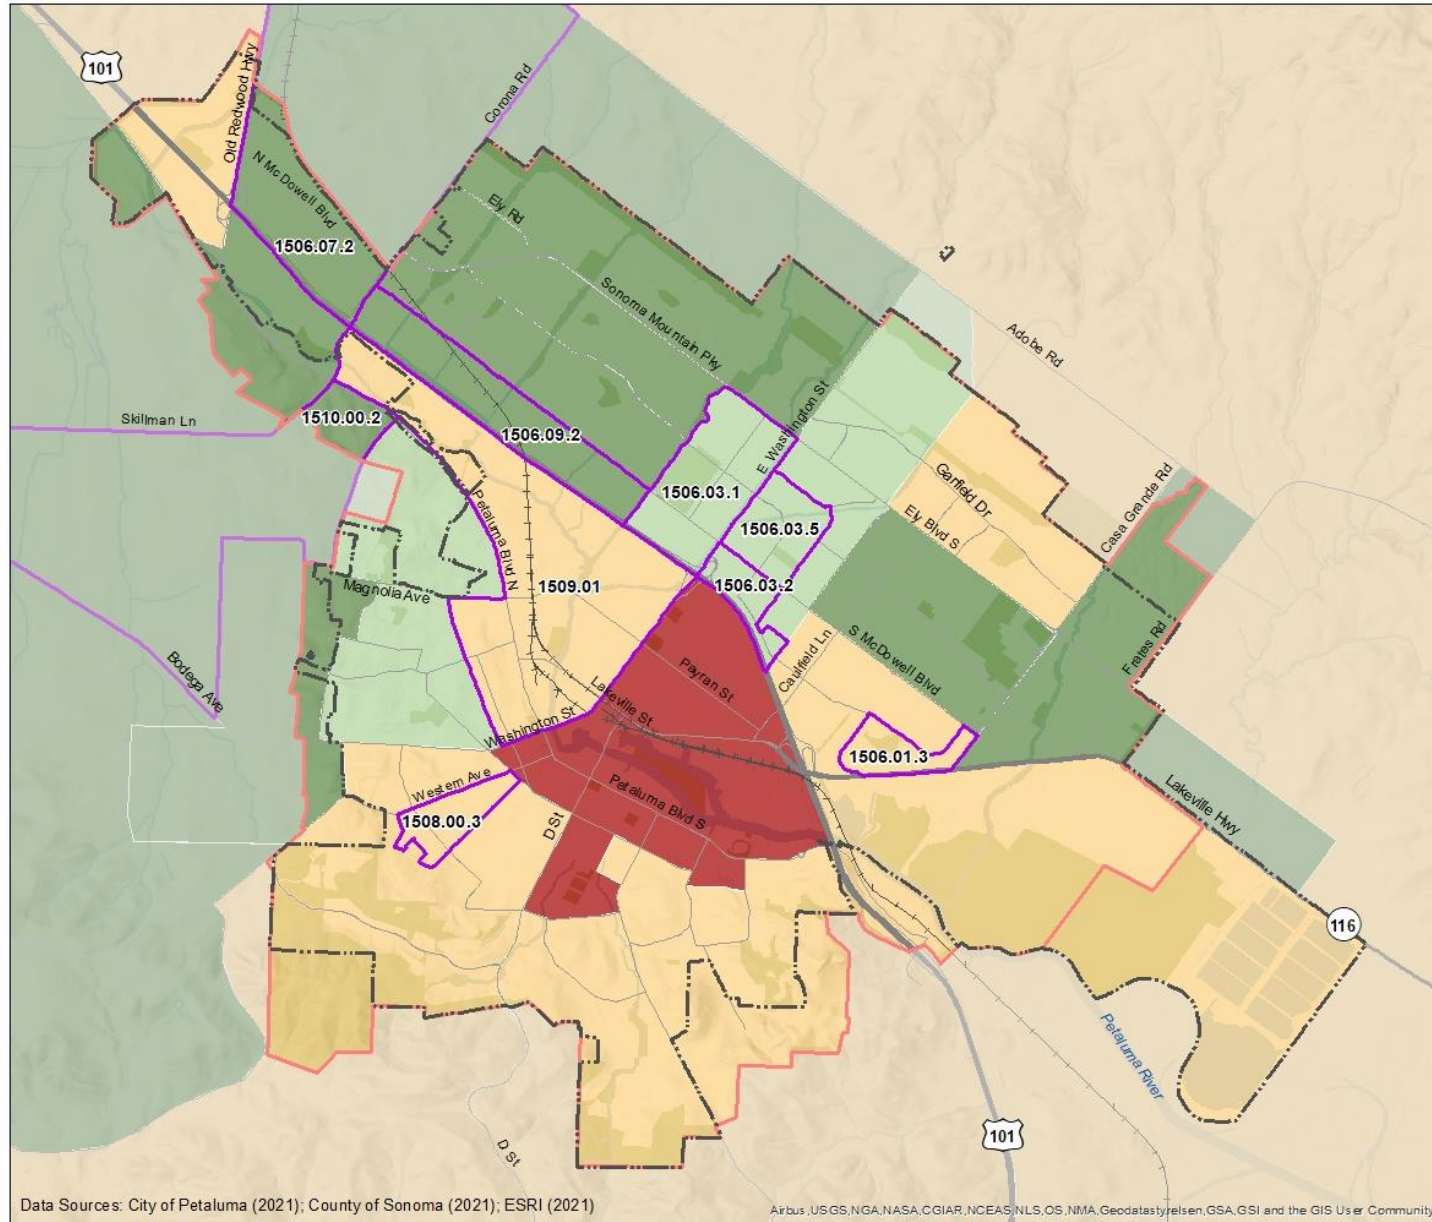 101
Old Redwood Hwy
Corona Rd
N McDowell Blvd
Ely Rd
1506.07.2
Sonoma Mountain Pky
Adobe Rd
Skillman Ln
1510.00.2
1506.09.2
E Washington St
1506.03.1
Garfield Dr
Casa Grande Rd
Petaluma Blvd N
1506.03.5
Ely Blvd S
Magnolia Ave
1509.01
1506.03.2
Bodega Ave
Caulfield Ln
S McDowell Blvd
Frates Rd
Payran St
Lakeville St
Washington St
1506.01.3
Western Ave
Petaluma Blvd S
Lakeville Hwy
1508.00.3
D St
116
Petaluma River
101
D St
Data Sources: City of Petaluma (2021); County of Sonoma (2021); ESRI (2021)
Airbus,USGS,NGA,NASA,CGIAR,NCEAS,NLS,OS,NMA,Geodatastyrelsen,GSA,GSI and the GIS User Community